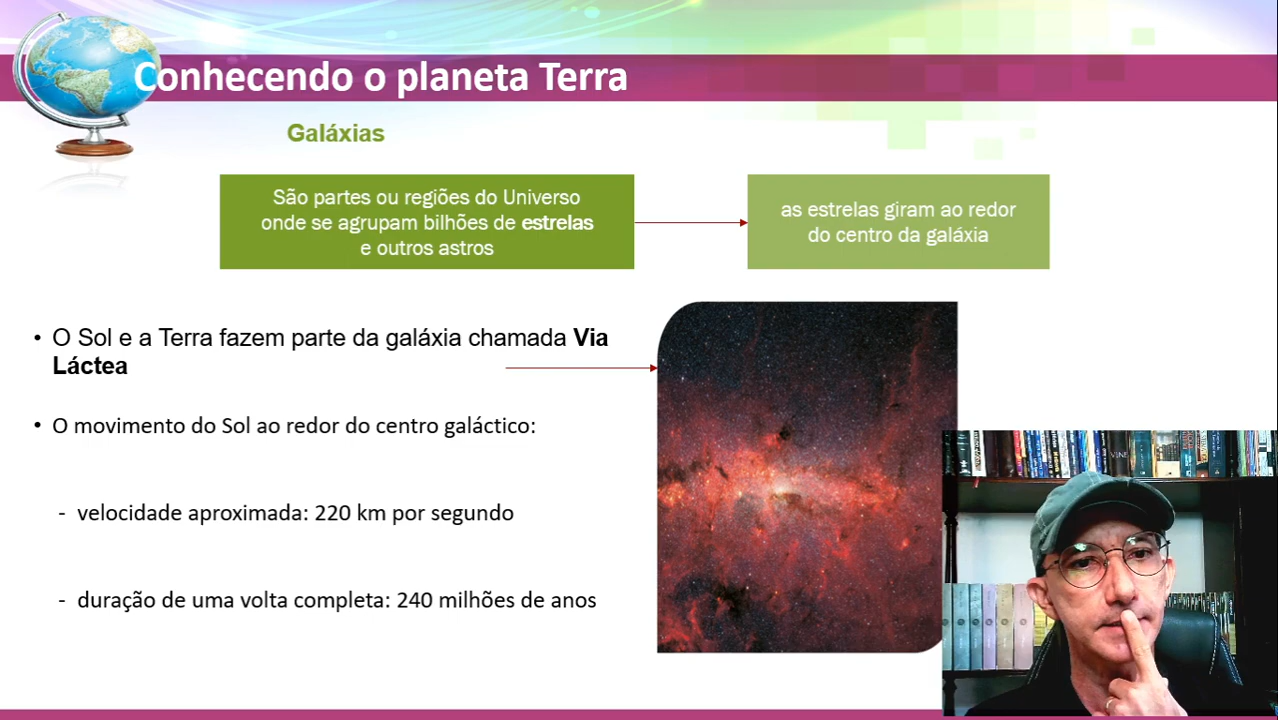 Conhecendo o planeta Terra
Galáxias
São partes ou regiões do Universo
onde se agrupam bilhões de estrelas
e outros astros
as estrelas giram ao redor
do centro da galáxia
• O Sol e a Terra fazem parte da galáxia chamada Via
Láctea
• O movimento do Sol ao redor do centro galáctico:
- velocidade aproximada: 220 km por segundo
- duração de uma volta completa: 240 milhões de anos
VINE